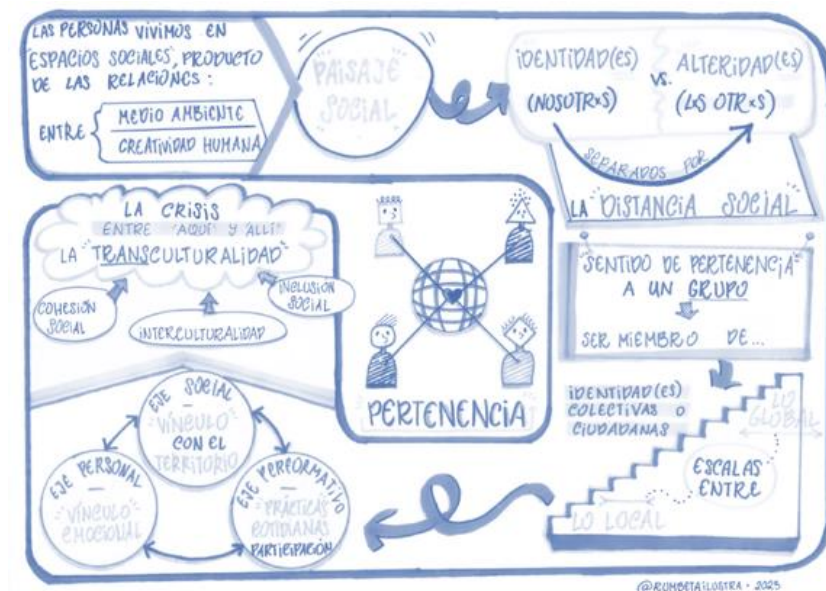 LAS PERSONAS VIVIMOS EN
"ESPACIOS SOCIALES", PRODUCTO
DE LAS RELACIONES:
ENTRE
MEDIO AMBIENTE
CREATIVIDAD HUMANA
"PAISAJE
SOCIAL"
IDENTIDAD(ES)
(NOSOTRXS)
VS.
ALTERIDAD(ES)
(LXS OTRXS)
SEPARADOS POR
LA "DISTANCIA SOCIAL"
"SENTIDO DE PERTENENCIA"
A UN GRUPO
SER MIEMBRO DE...
IDENTIDAD(ES)
COLECTIVAS O
CIUDADANAS
LO
GLOBAL
ESCALAS
ENTRE
LO LOCAL
LA CRISIS
ENTRE "AQUÍ" Y "ALLÍ"
LA "TRANSCULTURALIDAD"
COHESIÓN
SOCIAL
INTERCULTURALIDAD
INCLUSIÓN
SOCIAL
PERTENENCIA
EJE SOCIAL
–
"VÍNCULO
CON EL
TERRITORIO"
EJE PERSONAL
–
"VÍNCULO
EMOCIONAL"
EJE PERFORMATIVO
–
"PRÁCTICAS
COTIDIANAS"
PARTICIPACIÓN
@RUMBETAILUSTRA · 2023